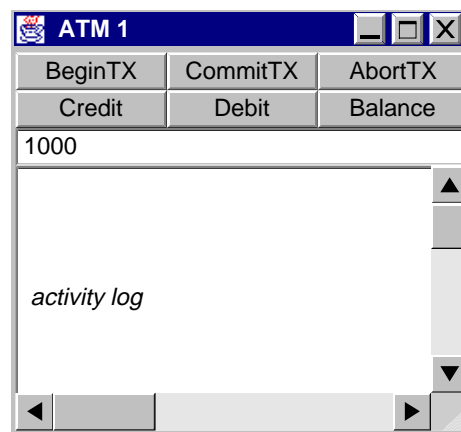 ATM 1
BeginTX CommitTX AbortTX
Credit Debit Balance
1000
activity log